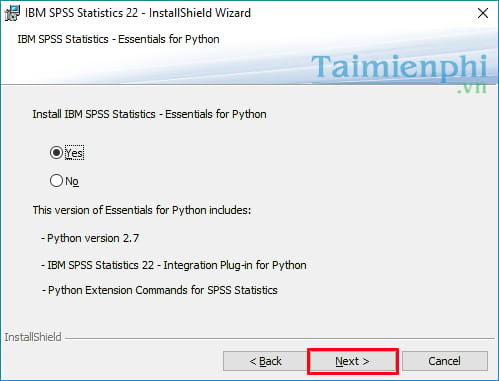 IBM SPSS Statistics 22 - InstallShield Wizard
IBM SPSS Statistics - Essentials for Python
Taimienphi
.vn
Install IBM SPSS Statistics - Essentials for Python
Yes
No
This version of Essentials for Python includes:
- Python version 2.7
- IBM SPSS Statistics 22 - Integration Plug-in for Python
- Python Extension Commands for SPSS Statistics
InstallShield
< Back Next > Cancel